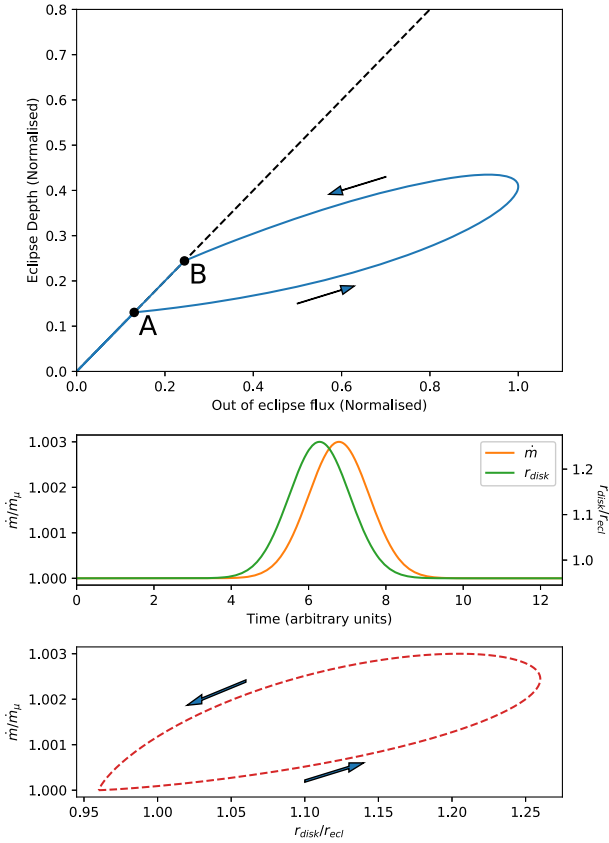 0.8
0.7
0.6
0.5
0.4
0.3
0.2
0.1
0.0
Eclipse Depth (Normalised)
A
B
0.0 0.2 0.4 0.6 0.8 1.0
Out of eclipse flux (Normalised)
1.003
1.002
1.001
1.000
ṁ/ṁ_μ
ṁ
r_disk
1.2
1.1
1.0
r_disk/r_ecl
0 2 4 6 8 10 12
Time (arbitrary units)
1.003
1.002
1.001
1.000
ṁ/ṁ_μ
0.95 1.00 1.05 1.10 1.15 1.20 1.25
r_disk/r_ecl